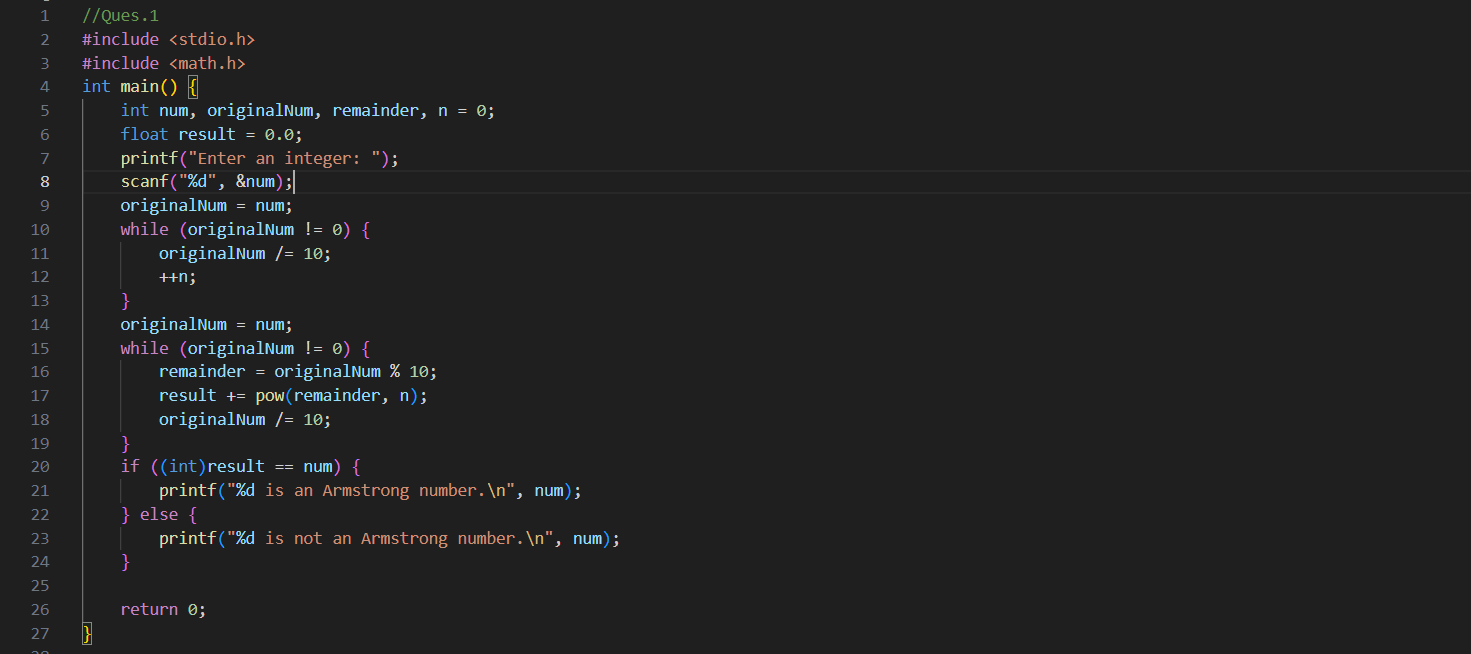 1 //Ques.1
2 #include <stdio.h>
3 #include <math.h>
4 int main() {
5     int num, originalNum, remainder, n = 0;
6     float result = 0.0;
7     printf("Enter an integer: ");
8     scanf("%d", &num);
9     originalNum = num;
10     while (originalNum != 0) {
11         originalNum /= 10;
12         ++n;
13     }
14     originalNum = num;
15     while (originalNum != 0) {
16         remainder = originalNum % 10;
17         result += pow(remainder, n);
18         originalNum /= 10;
19     }
20     if ((int)result == num) {
21         printf("%d is an Armstrong number.\n", num);
22     } else {
23         printf("%d is not an Armstrong number.\n", num);
24     }
25
26     return 0;
27 }